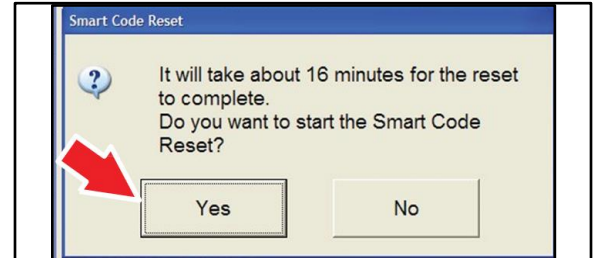 Smart Code Reset
It will take about 16 minutes for the reset
to complete.
Do you want to start the Smart Code
Reset?
Yes
No